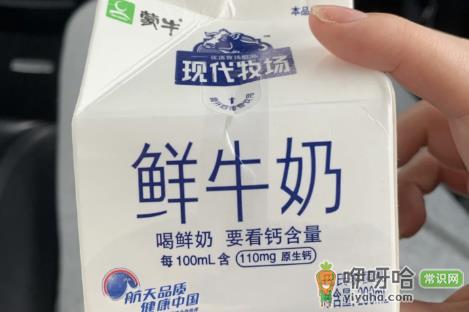 蒙牛
本品
现代牧场
鲜牛奶
喝鲜奶 要看钙含量
每100mL含 110mg 原生钙
航天品质
健康中国
咿呀哈 常识网
yiyaha.com